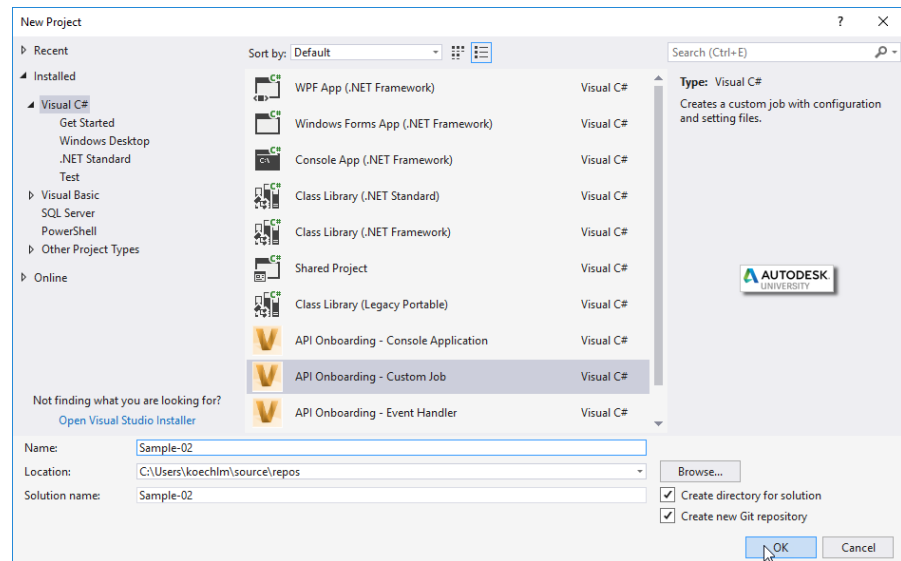 New Project
?
Recent
Installed
Visual C#
Get Started
Windows Desktop
.NET Standard
Test
Visual Basic
SQL Server
PowerShell
Other Project Types
Online
Not finding what you are looking for?
Open Visual Studio Installer
Sort by: Default
WPF App (.NET Framework) Visual C#
Windows Forms App (.NET Framework) Visual C#
Console App (.NET Framework) Visual C#
Class Library (.NET Standard) Visual C#
Class Library (.NET Framework) Visual C#
Shared Project Visual C#
Class Library (Legacy Portable) Visual C#
API Onboarding - Console Application Visual C#
API Onboarding - Custom Job Visual C#
API Onboarding - Event Handler Visual C#
Search (Ctrl+E)
Type: Visual C#
Creates a custom job with configuration
and setting files.
AUTODESK.
UNIVERSITY
Name: Sample-02
Location: C:\Users\koechlm\source\repos
Browse...
Solution name: Sample-02
Create directory for solution
Create new Git repository
OK
Cancel